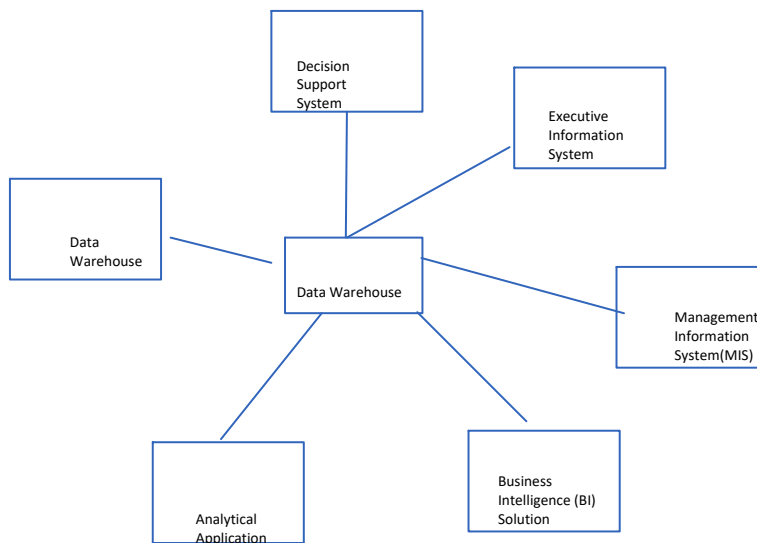 Decision
Support
System
Executive
Information
System
Data
Warehouse
Data Warehouse
Management
Information
System(MIS)
Business
Intelligence (BI)
Solution
Analytical
Application